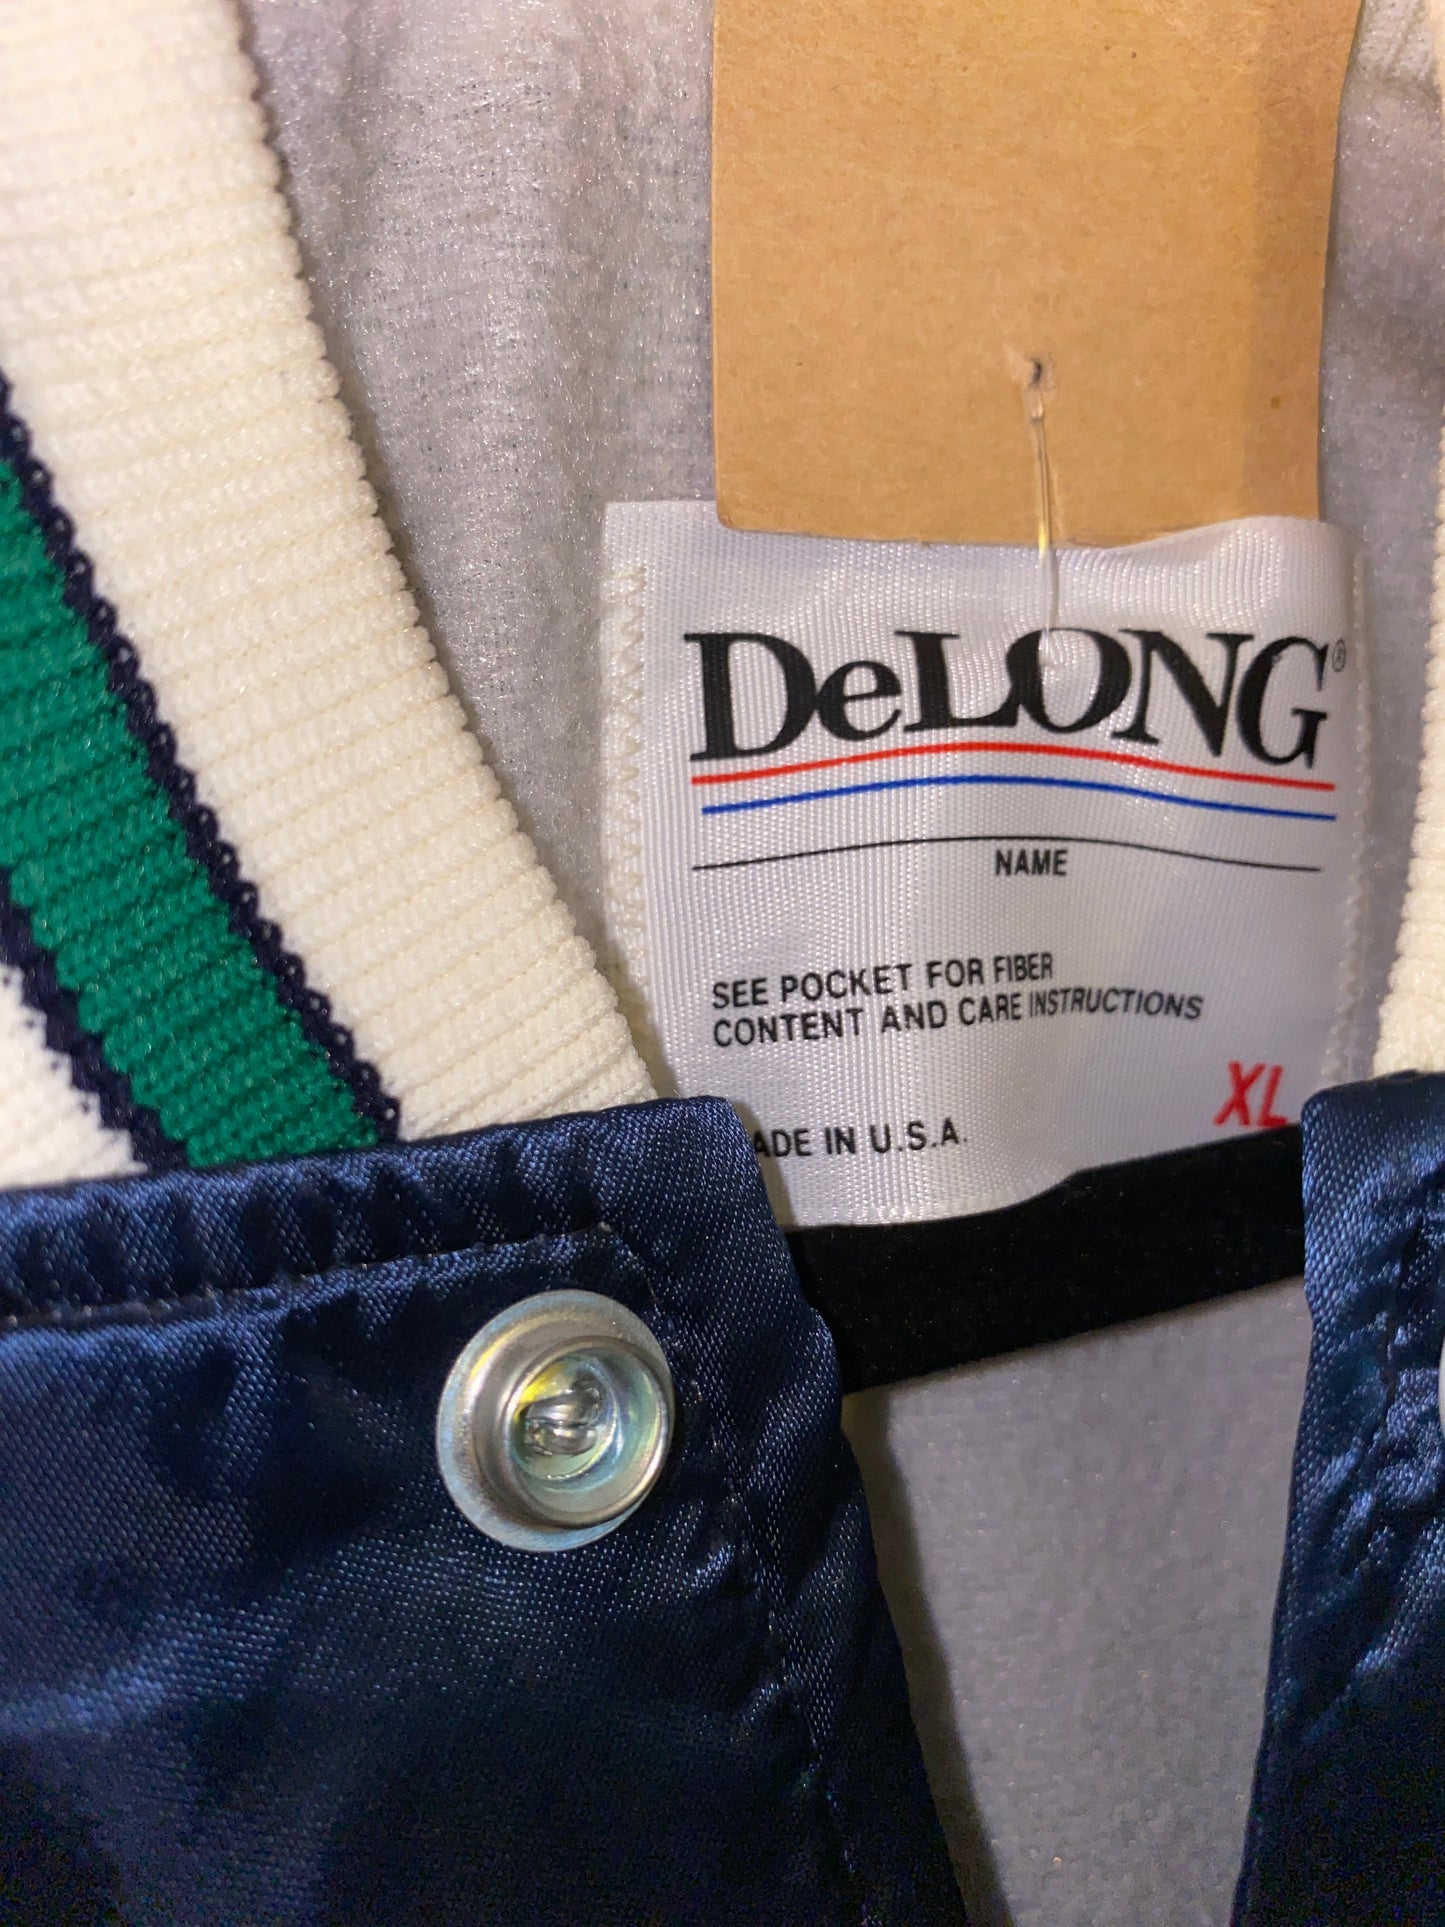 DeLONG®
NAME
SEE POCKET FOR FIBER
CONTENT AND CARE INSTRUCTIONS
XL
ADE IN U.S.A.